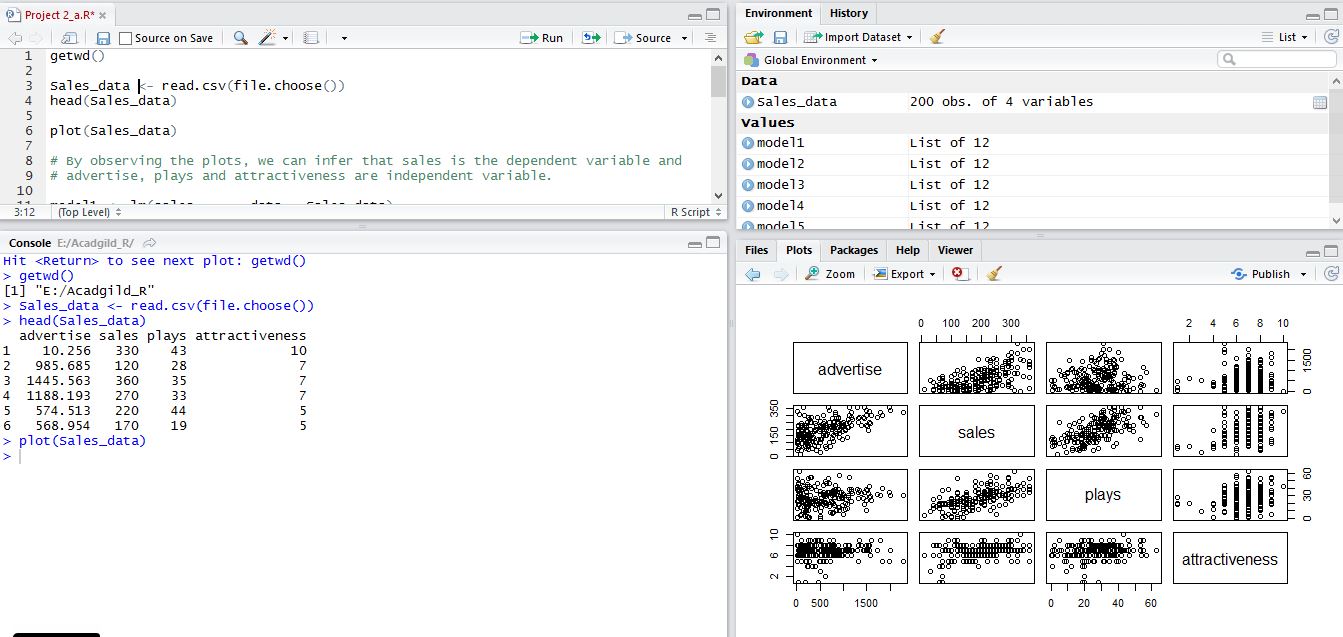 Project 2_a.R*
Source on Save
Run
Source
1 getwd()
2
3 Sales_data <- read.csv(file.choose())
4 head(Sales_data)
5
6 plot(Sales_data)
7
8 # By observing the plots, we can infer that sales is the dependent variable and
9 # advertise, plays and attractiveness are independent variable.
10
3:12 (Top Level) R Script
Console E:/Acadgild_R/
Hit <Return> to see next plot: getwd()
> getwd()
[1] "E:/Acadgild_R"
> Sales_data <- read.csv(file.choose())
> head(Sales_data)
advertise sales plays attractiveness
1 10.256 330 43 10
2 985.685 120 28 7
3 1445.563 360 35 7
4 1188.193 270 33 7
5 574.513 220 44 5
6 568.954 170 19 5
> plot(Sales_data)
>
Environment History
Import Dataset List
Global Environment
Data
Sales_data 200 obs. of 4 variables
Values
model1 List of 12
model2 List of 12
model3 List of 12
model4 List of 12
model5 List of 12
Files Plots Packages Help Viewer
Zoom Export Publish
0 100 200 300 2 4 6 8 10
advertise
0 1500
sales
0 150 350
plays
0 30 60
attractiveness
2 6 10
0 500 1500 0 20 40 60